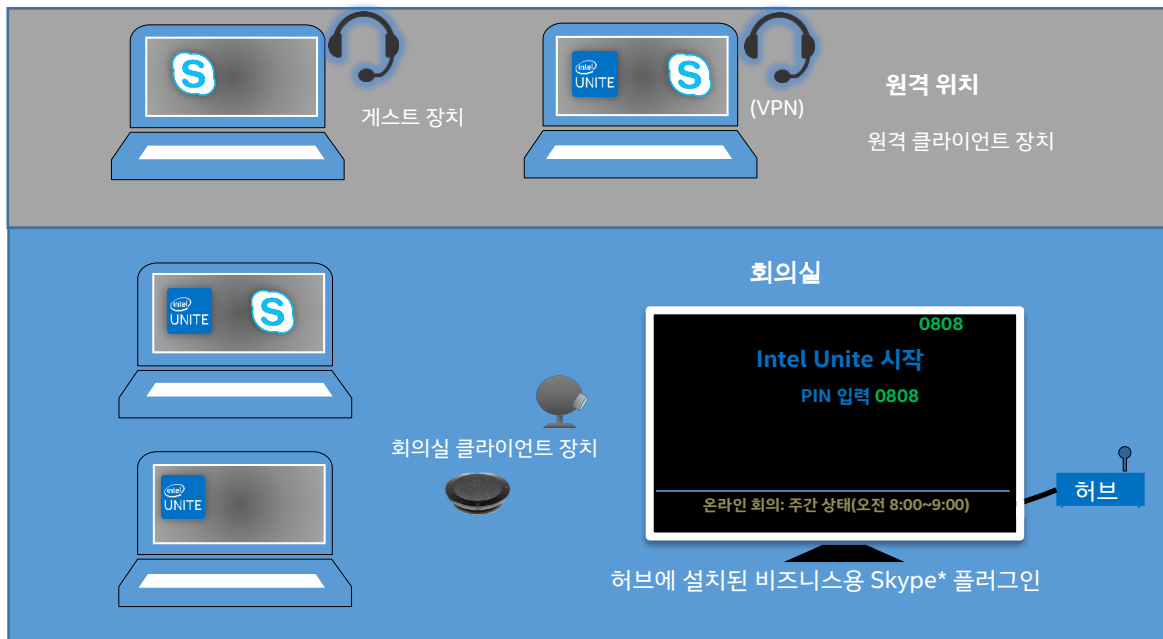 S
게스트 장치
intel
UNITE
S
(VPN)
원격 위치
원격 클라이언트 장치
회의실
intel
UNITE
S
0808
Intel Unite 시작
PIN 입력 0808
회의실 클라이언트 장치
intel
UNITE
온라인 회의: 주간 상태(오전 8:00~9:00)
허브
허브에 설치된 비즈니스용 Skype* 플러그인